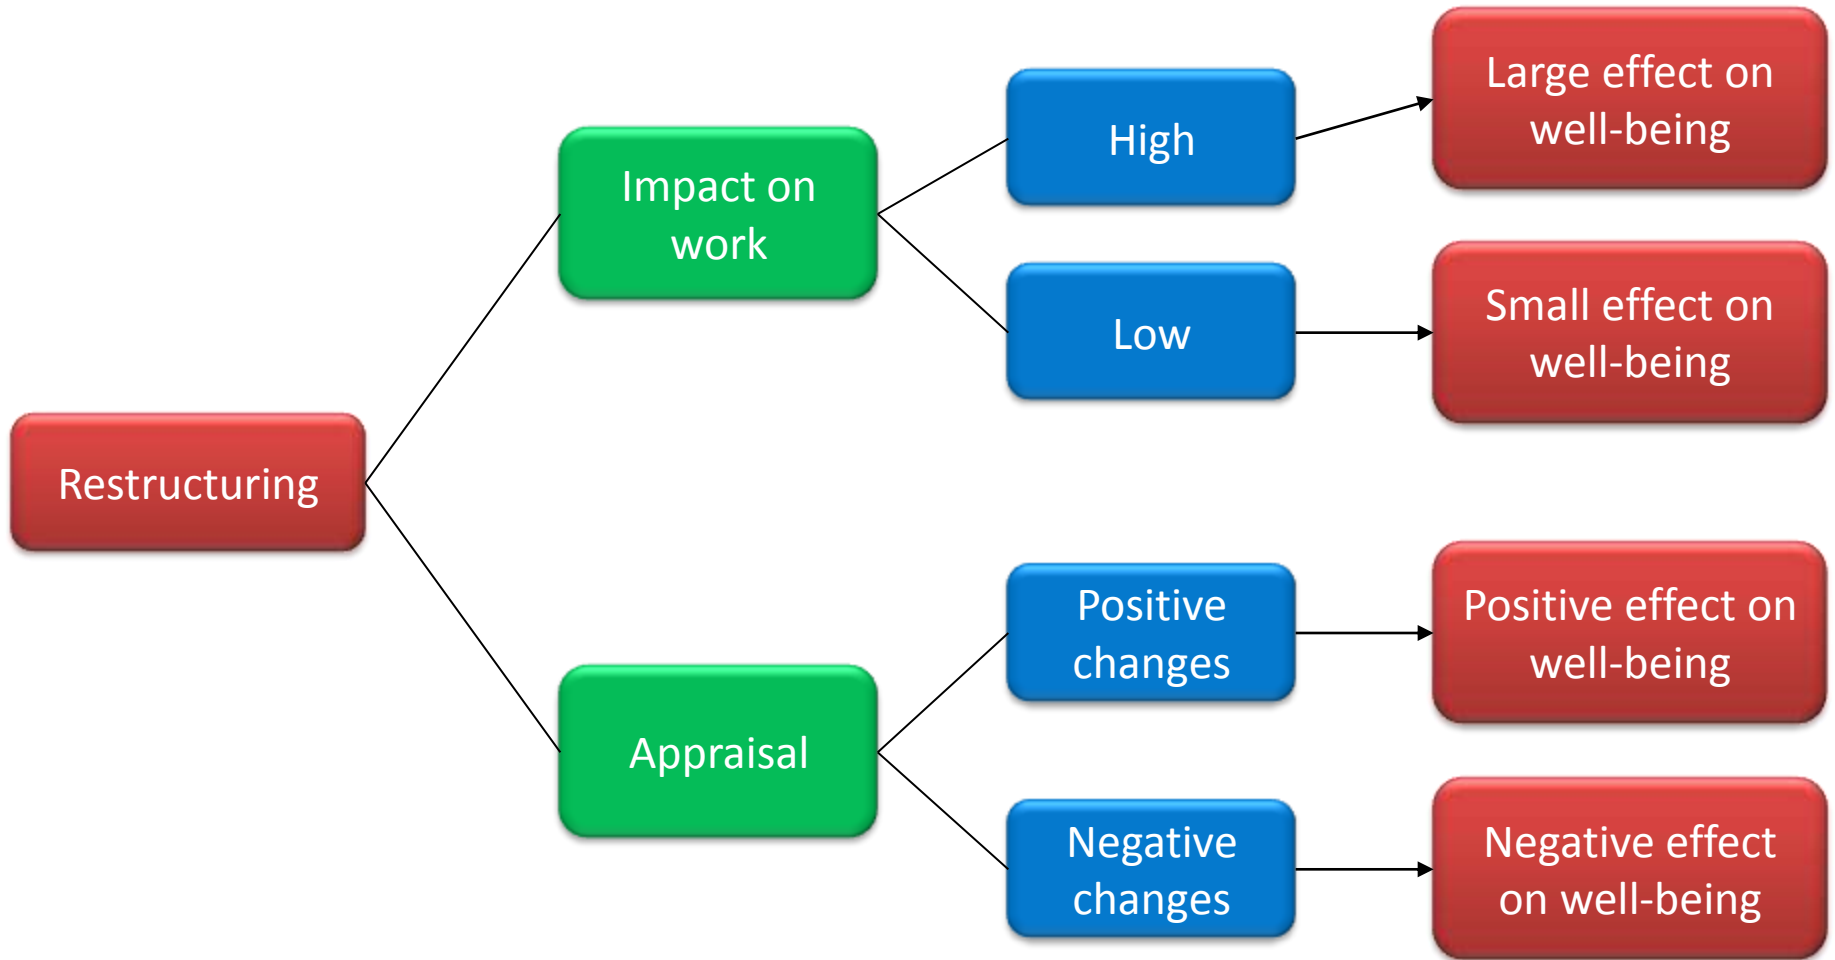 Restructuring
Impact on
work
High
Large effect on
well-being
Low
Small effect on
well-being
Appraisal
Positive
changes
Positive effect on
well-being
Negative
changes
Negative effect
on well-being